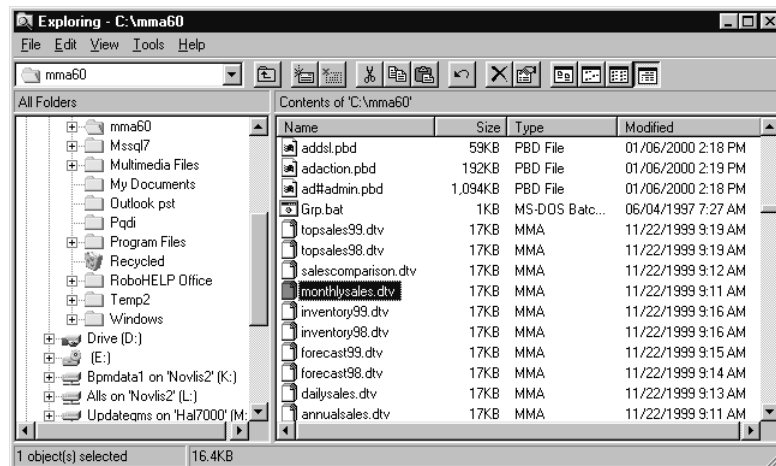 Exploring - C:\mma60
File Edit View Tools Help
mma60
All Folders
Contents of 'C:\mma60'
mma60
Mssql7
Multimedia Files
My Documents
Outlook pst
Pqdi
Program Files
Recycled
RoboHELP Office
Temp2
Windows
Drive (D:)
(E:)
Bpmdata1 on 'Novlis2' (K:)
Alls on 'Novlis2' (L:)
Updateqms on 'Hal7000' (M:
Name Size Type Modified
addsl.pbd 59KB PBD File 01/06/2000 2:18 PM
adaction.pbd 192KB PBD File 01/06/2000 2:19 PM
ad#admin.pbd 1,094KB PBD File 01/06/2000 2:18 PM
Grp.bat 1KB MS-DOS Batc... 06/04/1997 7:27 AM
topsales99.dtv 17KB MMA 11/22/1999 9:19 AM
topsales98.dtv 17KB MMA 11/22/1999 9:19 AM
salescomparison.dtv 17KB MMA 11/22/1999 9:12 AM
monthlysales.dtv 17KB MMA 11/22/1999 9:11 AM
inventory99.dtv 17KB MMA 11/22/1999 9:16 AM
inventory98.dtv 17KB MMA 11/22/1999 9:16 AM
forecast99.dtv 17KB MMA 11/22/1999 9:15 AM
forecast98.dtv 17KB MMA 11/22/1999 9:14 AM
dailysales.dtv 17KB MMA 11/22/1999 9:13 AM
annualsales.dtv 17KB MMA 11/22/1999 9:11 AM
1 object(s) selected 16.4KB